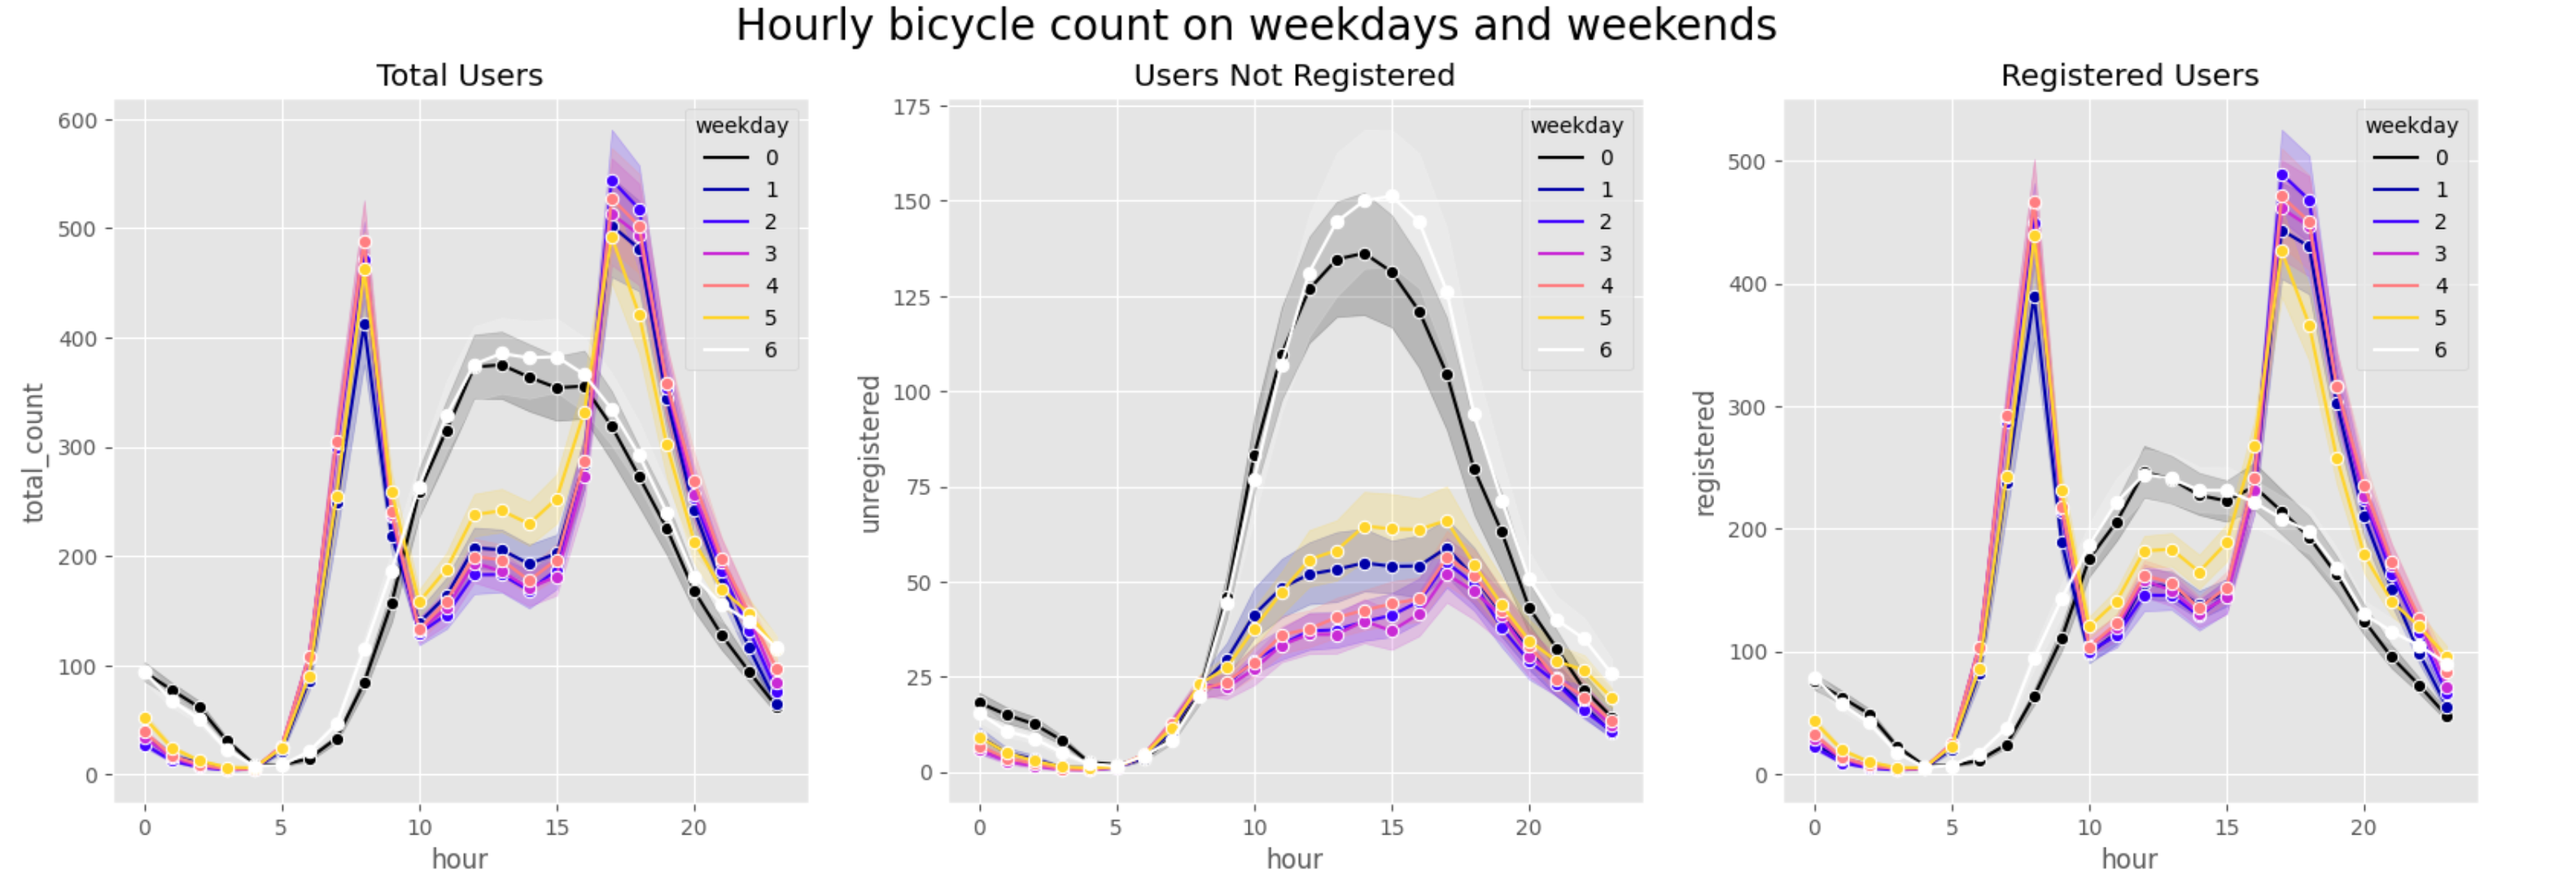 Hourly bicycle count on weekdays and weekends
Total Users
total_count
600
500
400
300
200
100
0
0 5 10 15 20
hour
weekday
0
1
2
3
4
5
6
Users Not Registered
unregistered
175
150
125
100
75
50
25
0
0 5 10 15 20
hour
weekday
0
1
2
3
4
5
6
Registered Users
registered
500
400
300
200
100
0
0 5 10 15 20
hour
weekday
0
1
2
3
4
5
6